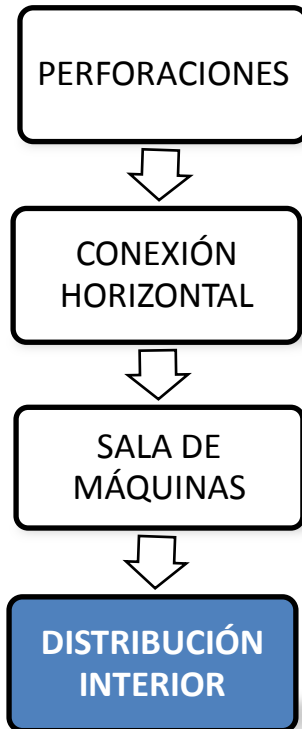 PERFORACIONES
CONEXIÓN
HORIZONTAL
SALA DE
MÁQUINAS
DISTRIBUCIÓN
INTERIOR